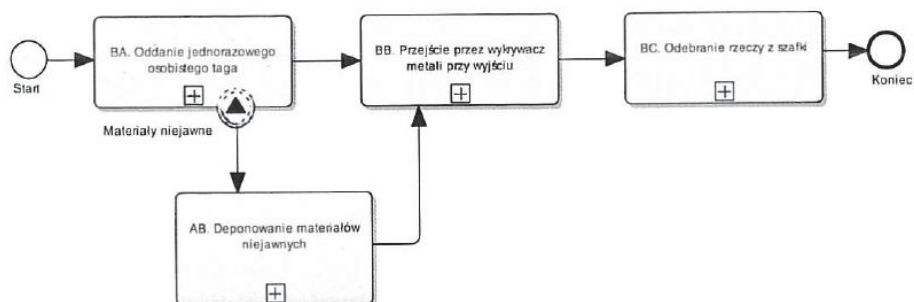 BA. Oddanie jednorazowego
osobistego taga
BB. Przejście przez wykrywacz
metali przy wyjściu
BC. Odebranie rzeczy z szafki
Start
Koniec
Materiały niejawne
AB. Deponowanie materiałów
niejawnych